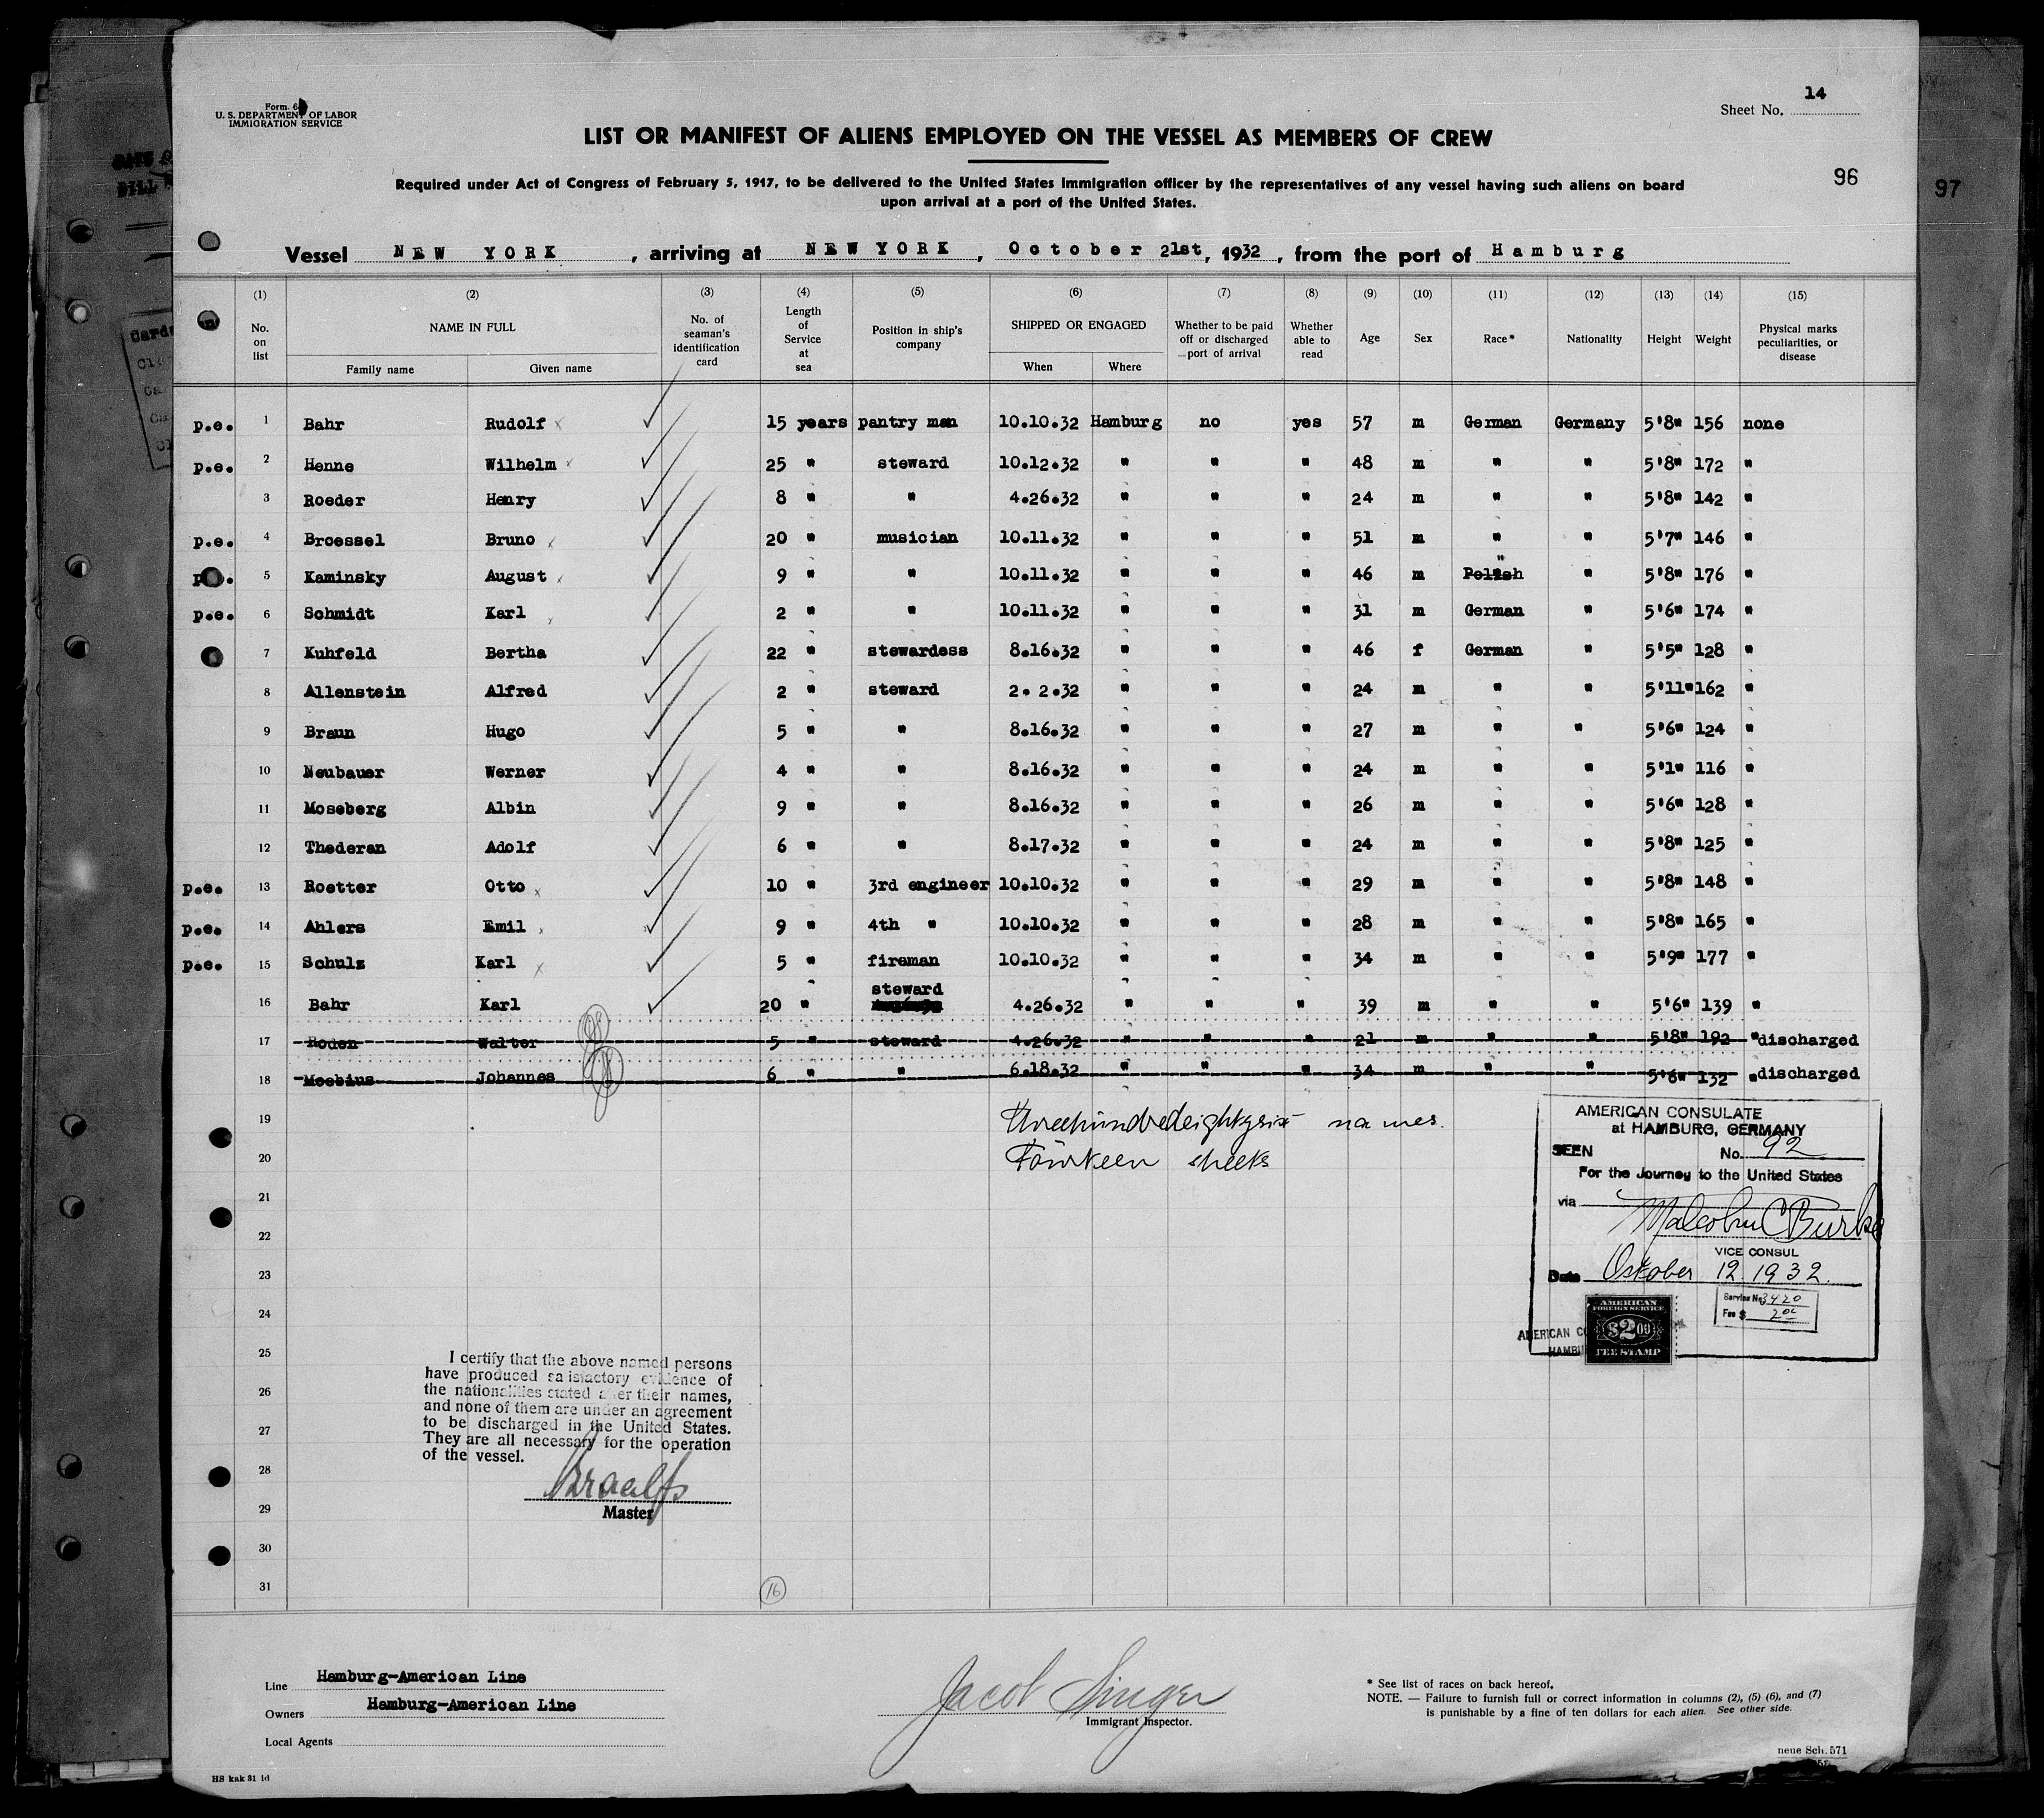 Form. 6
U. S. DEPARTMENT OF LABOR
IMMIGRATION SERVICE
Sheet No. 14
LIST OR MANIFEST OF ALIENS EMPLOYED ON THE VESSEL AS MEMBERS OF CREW
96
97
Required under Act of Congress of February 5, 1917, to be delivered to the United States Immigration officer by the representatives of any vessel having such aliens on board
upon arrival at a port of the United States.
Vessel NEW YORK, arriving at NEW YORK, October 21st, 1932, from the port of Hamburg
(1) (2) (3) (4) (5) (6) (7) (8) (9) (10) (11) (12) (13) (14) (15)
No. on list NAME IN FULL Family name Given name No. of seaman's identification card Length of Service at sea Position in ship's company SHIPPED OR ENGAGED When Where Whether to be paid off or discharged port of arrival Whether able to read Age Sex Race* Nationality Height Weight Physical marks peculiarities, or disease
p.e. 1 Bahr Rudolf 15 years pantry man 10.10.32 Hamburg no yes 57 m German Germany 5'8" 156 none
p.e. 2 Henne Wilhelm 25 " steward 10.12.32 " " " 48 m " " 5'8" 172 "
3 Roeder Henry 8 " " 4.26.32 " " " 24 m " " 5'8" 142 "
p.e. 4 Broessel Bruno 20 " musician 10.11.32 " " " 51 m " " 5'7" 146 "
p.e. 5 Kaminsky August 9 " " 10.11.32 " " " 46 m Polish " " 5'8" 176 "
p.e. 6 Schmidt Karl 2 " " 10.11.32 " " " 31 m German " 5'6" 174 "
7 Kuhfeld Bertha 22 " stewardess 8.16.32 " " " 46 f German " 5'5" 128 "
8 Allenstein Alfred 2 " steward 2. 2.32 " " " 24 m " " 5'11" 162 "
9 Braun Hugo 5 " " 8.16.32 " " " 27 m " " 5'6" 124 "
10 Neubauer Werner 4 " " 8.16.32 " " " 24 m " " 5'1" 116 "
11 Moseberg Albin 9 " " 8.16.32 " " " 26 m " " 5'6" 128 "
12 Thederan Adolf 6 " " 8.17.32 " " " 24 m " " 5'8" 125 "
p.e. 13 Roetter Otto 10 " 3rd engineer 10.10.32 " " " 29 m " " 5'8" 148 "
p.e. 14 Ahlers Emil 9 " 4th " 10.10.32 " " " 28 m " " 5'8" 165 "
p.e. 15 Schulz Karl 5 " fireman 10.10.32 " " " 34 m " " 5'9" 177 "
16 Bahr Karl 20 " steward 4.26.32 " " " 39 m " " 5'6" 139 "
17 Roden Walter 5 " steward 4.26.32 " " " 21 m " " 5'8" 192 " discharged
18 Moebius Johannes 6 " " 6.18.32 " " " 34 m " " 5'6" 132 " discharged
19 Threehundredeightysix names.
20 Fourteen sheets
21
22
23
24
25
26
27
28
29
30
31
AMERICAN CONSULATE
at HAMBURG, GERMANY
SEEN No. 92
For the Journey to the United States
via
Malcolm C Burke
VICE CONSUL
Date October 12. 1932.
Service No. 3420
Fee $ 2.00
AMERICAN
FOREIGN SERVICE
$2.00
FEE STAMP
I certify that the above named persons
have produced satisfactory evidence of
the nationalities stated after their names,
and none of them are under an agreement
to be discharged in the United States.
They are all necessary for the operation
of the vessel.
Master
16
Line Hamburg-American Line
Owners Hamburg-American Line
Local Agents
Jacob Singer
Immigrant Inspector.
* See list of races on back hereof.
NOTE. — Failure to furnish full or correct information in columns (2), (5) (6), and (7)
is punishable by a fine of ten dollars for each alien. See other side.
neue Sch. 571
HS kak 31 1d